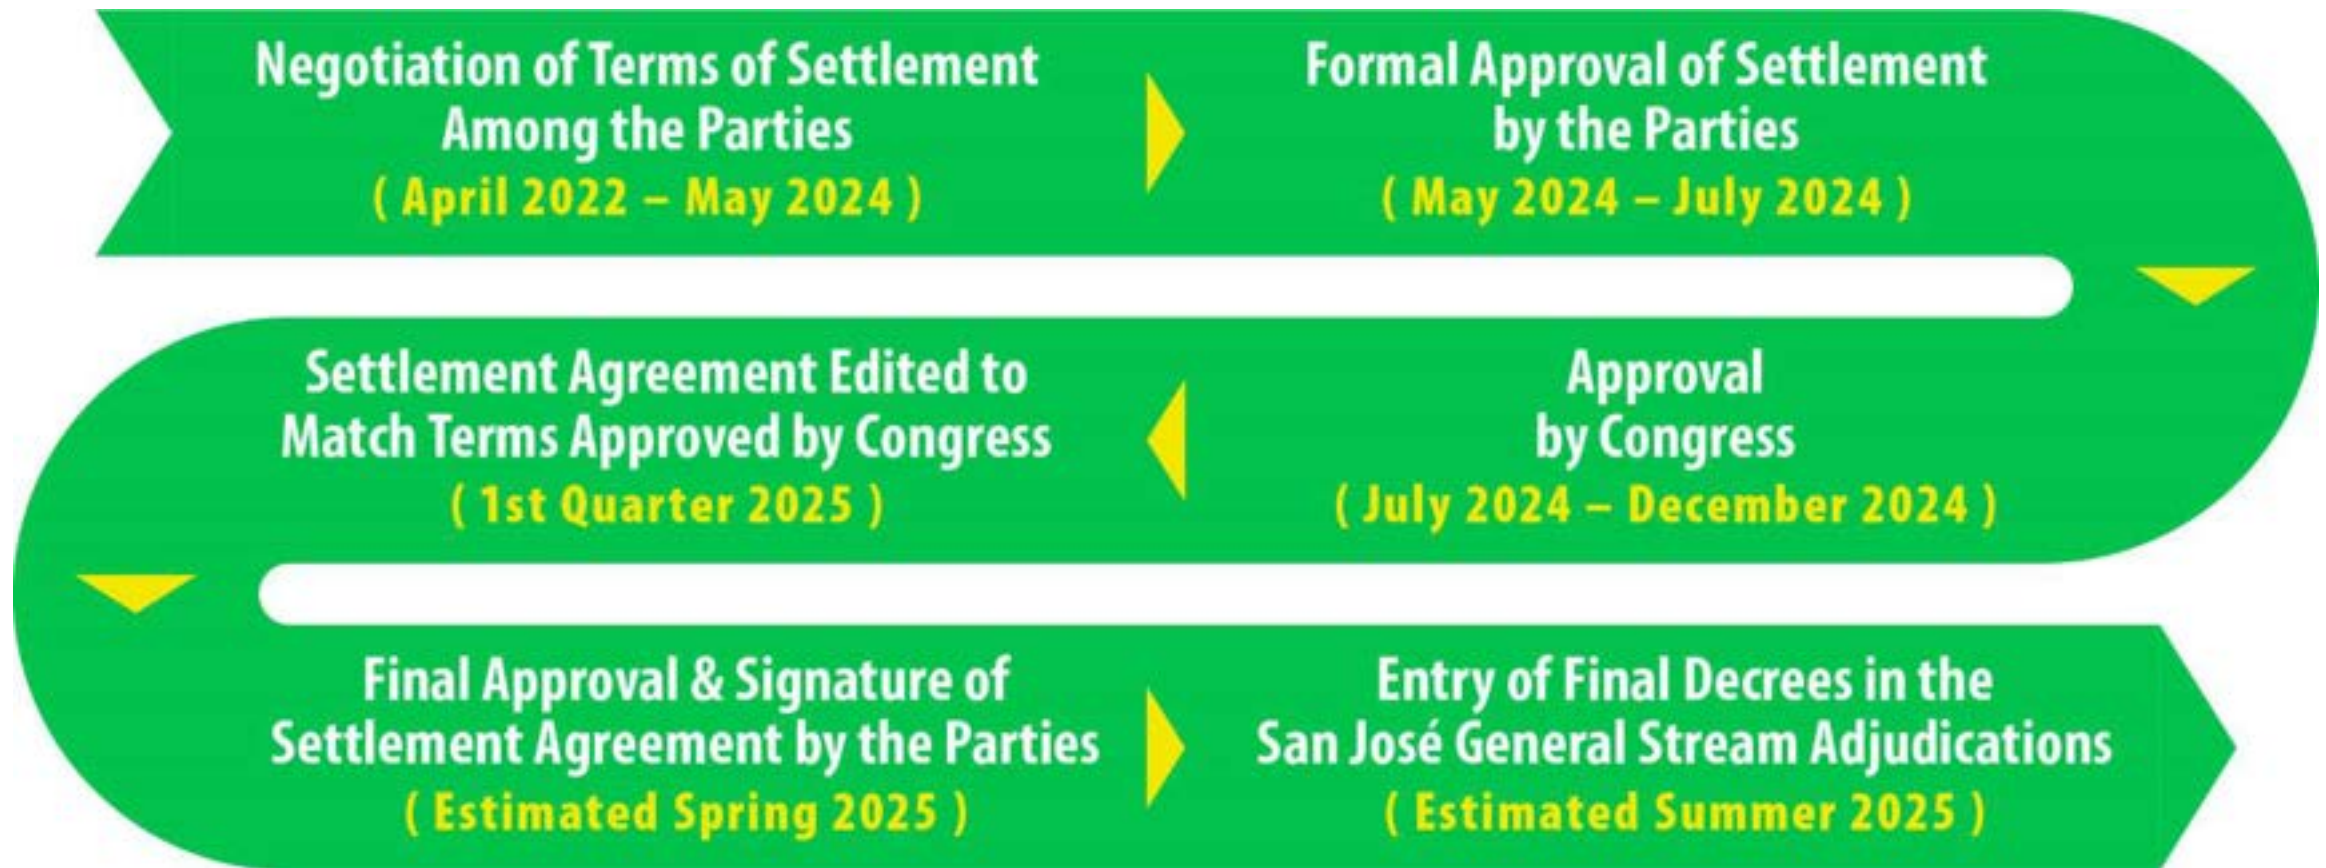 Negotiation of Terms of Settlement
Among the Parties
( April 2022 – May 2024 )
Formal Approval of Settlement
by the Parties
( May 2024 – July 2024 )
Approval
by Congress
( July 2024 – December 2024 )
Settlement Agreement Edited to
Match Terms Approved by Congress
( 1st Quarter 2025 )
Final Approval & Signature of
Settlement Agreement by the Parties
( Estimated Spring 2025 )
Entry of Final Decrees in the
San José General Stream Adjudications
( Estimated Summer 2025 )